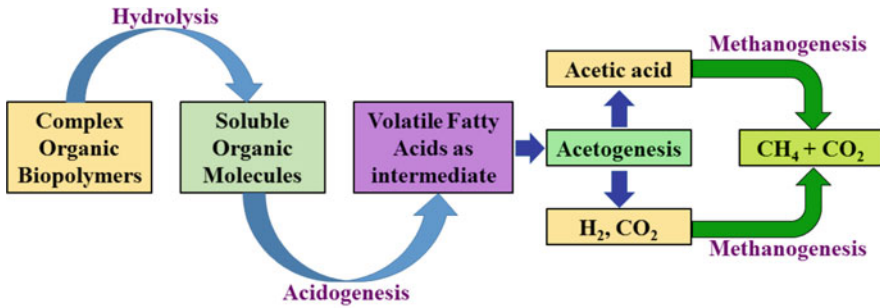 Hydrolysis
Complex
Organic
Biopolymers
Soluble
Organic
Molecules
Acidogenesis
Volatile Fatty
Acids as
intermediate
Acetogenesis
Acetic acid
H₂, CO₂
Methanogenesis
Methanogenesis
CH₄ + CO₂